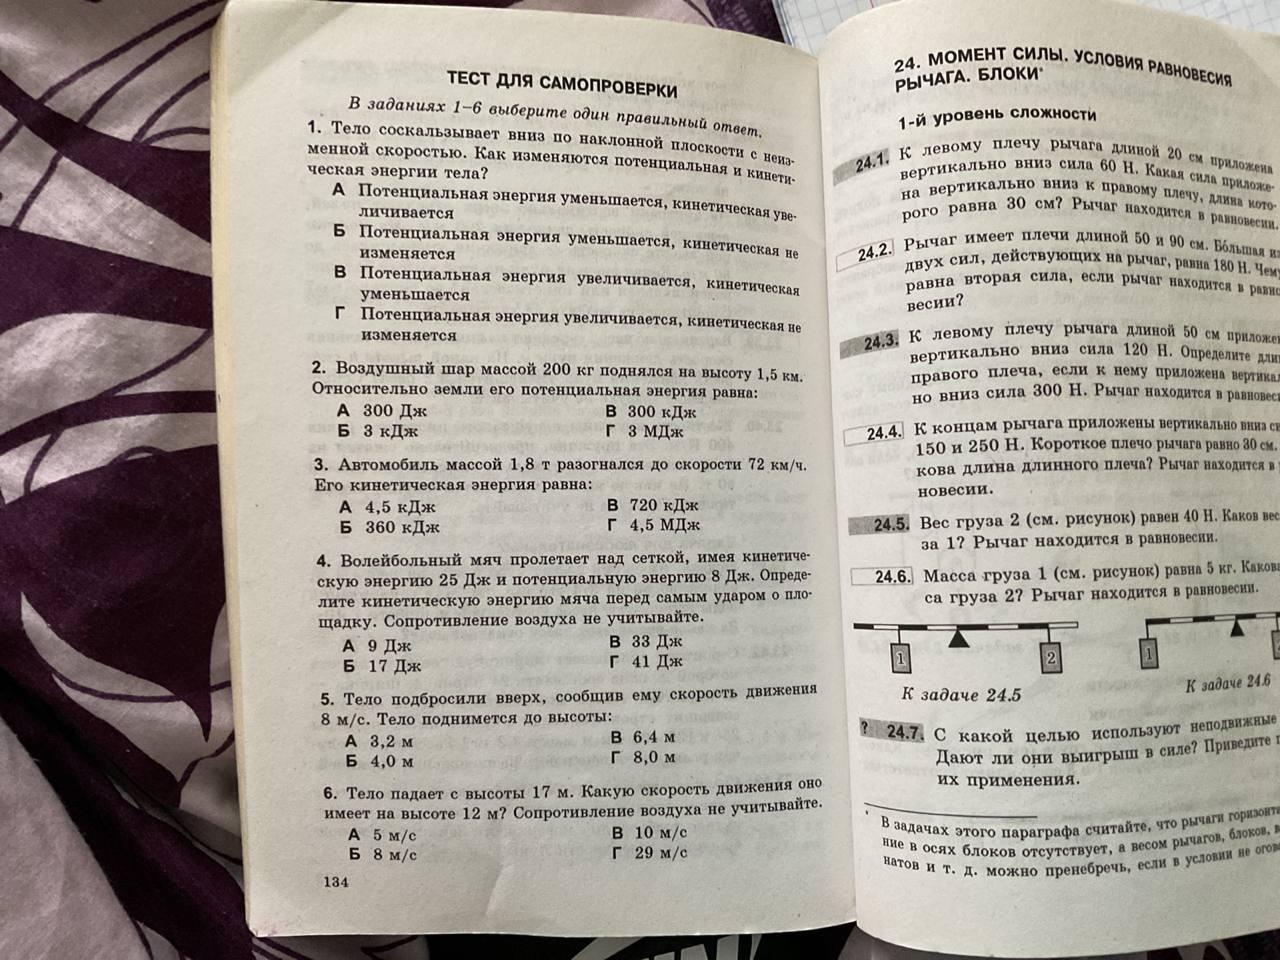 ТЕСТ ДЛЯ САМОПРОВЕРКИ
В заданиях 1–6 выберите один правильный ответ.
1. Тело соскальзывает вниз по наклонной плоскости с неиз-
менной скоростью. Как изменяются потенциальная и кинети-
ческая энергии тела?
А Потенциальная энергия уменьшается, кинетическая уве-
личивается
Б Потенциальная энергия уменьшается, кинетическая не
изменяется
В Потенциальная энергия увеличивается, кинетическая
уменьшается
Г Потенциальная энергия увеличивается, кинетическая не
изменяется
2. Воздушный шар массой 200 кг поднялся на высоту 1,5 км.
Относительно земли его потенциальная энергия равна:
А 300 Дж В 300 кДж
Б 3 кДж Г 3 МДж
3. Автомобиль массой 1,8 т разогнался до скорости 72 км/ч.
Его кинетическая энергия равна:
А 4,5 кДж В 720 кДж
Б 360 кДж Г 4,5 МДж
4. Волейбольный мяч пролетает над сеткой, имея кинетиче-
скую энергию 25 Дж и потенциальную энергию 8 Дж. Опреде-
лите кинетическую энергию мяча перед самым ударом о пло-
щадку. Сопротивление воздуха не учитывайте.
А 9 Дж В 33 Дж
Б 17 Дж Г 41 Дж
5. Тело подбросили вверх, сообщив ему скорость движения
8 м/с. Тело поднимется до высоты:
А 3,2 м В 6,4 м
Б 4,0 м Г 8,0 м
6. Тело падает с высоты 17 м. Какую скорость движения оно
имеет на высоте 12 м? Сопротивление воздуха не учитывайте.
А 5 м/с В 10 м/с
Б 8 м/с Г 29 м/с
134
24. МОМЕНТ СИЛЫ. УСЛОВИЯ РАВНОВЕСИЯ
РЫЧАГА. БЛОКИ*
1-й уровень сложности
24.1. К левому плечу рычага длиной 20 см приложена
вертикально вниз сила 60 Н. Какая сила приложе-
на вертикально вниз к правому плечу, длина кото-
рого равна 30 см? Рычаг находится в равновесии.
24.2. Рычаг имеет плечи длиной 50 и 90 см. Бо́льшая
двух сил, действующих на рычаг, равна 180 Н.
равна вторая сила, если рычаг находится в
весии?
24.3. К левому плечу рычага длиной 50 см
вертикально вниз сила 120 Н. Определите
правого плеча, если к нему приложена
но вниз сила 300 Н. Рычаг находится в
24.4. К концам рычага приложены вертикально вниз
150 и 250 Н. Короткое плечо рычага равно 30 см.
кова длина длинного плеча? Рычаг находится в
новесии.
24.5. Вес груза 2 (см. рисунок) равен 40 Н. Каков вес
за 1? Рычаг находится в равновесии.
24.6. Масса груза 1 (см. рисунок) равна 5 кг. Какова
са груза 2? Рычаг находится в равновесии.
1 2 1
К задаче 24.5 К задаче 24.6
? 24.7. С какой целью используют неподвижные
Дают ли они выигрыш в силе? Приведите
их применения.
* В задачах этого параграфа считайте, что рычаги
ние в осях блоков отсутствует, а весом рычагов, блоков,
натов и т. д. можно пренебречь, если в условии не